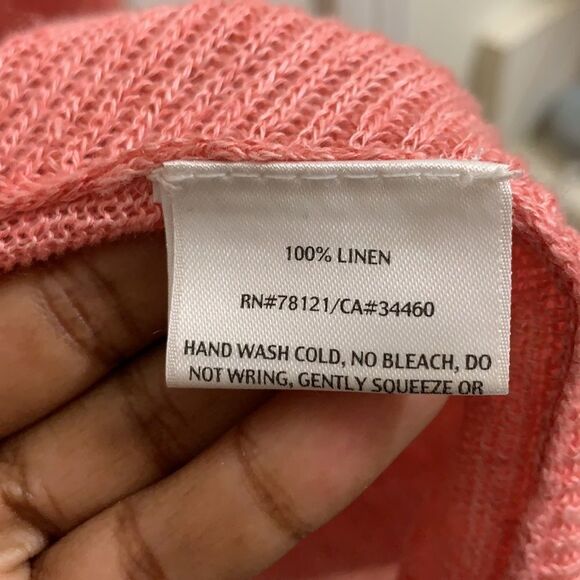 100% LINEN
RN#78121/CA#34460
HAND WASH COLD, NO BLEACH, DO
NOT WRING, GENTLY SQUEEZE OR